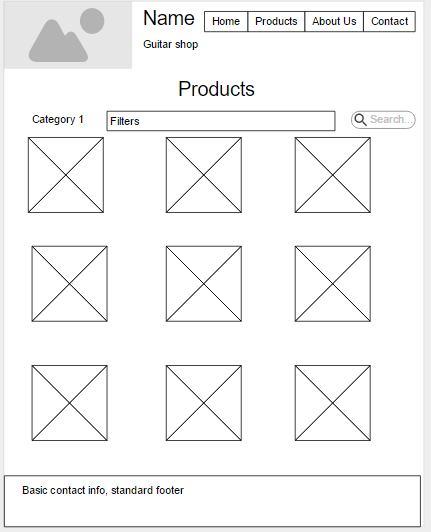 Name
Home Products About Us Contact
Guitar shop
Products
Category 1
Filters
Search...
Basic contact info, standard footer